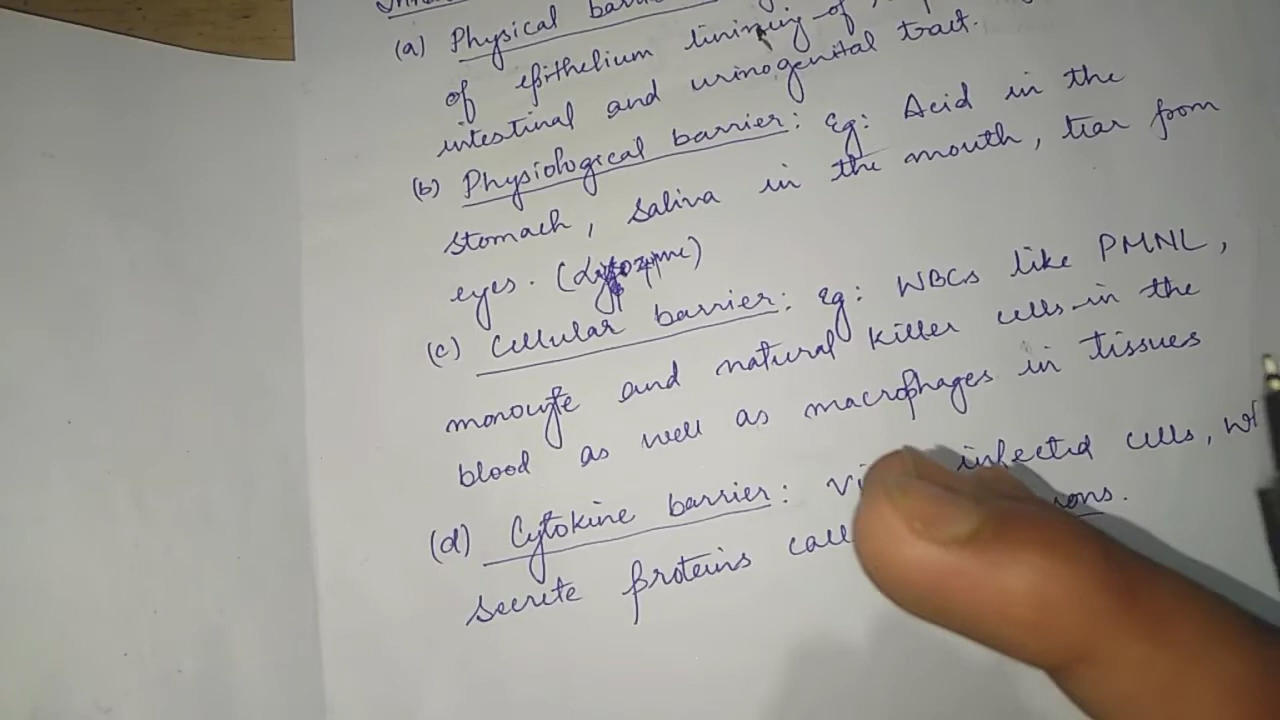 (a) Physical
of epithelium linining of
intestinal and urinogenital tract.
(b) Physiological barrier: Eg: Acid in the
stomach, saliva in the mouth, tear from
eyes.
(c) Cellular barrier: Eg: WBCs like PMNL,
monocyte and natural killer cells in the
blood as well as macrophages in tissues
(d) Cytokine barrier: infected cells,
secrete proteins